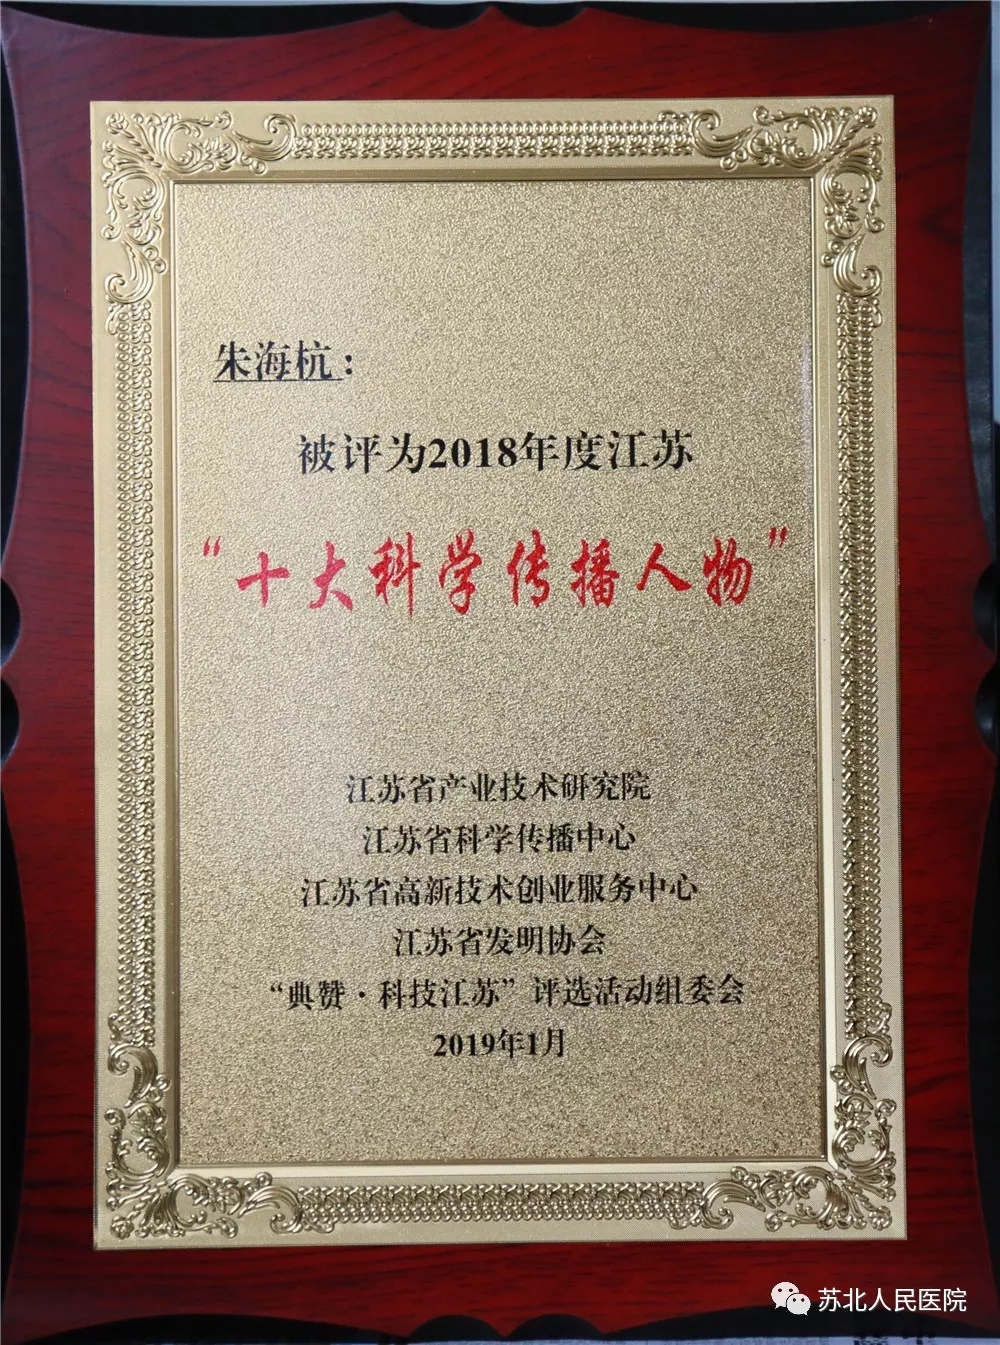 朱海杭：
被评为2018年度江苏
“十大科学传播人物”
江苏省产业技术研究院
江苏省科学传播中心
江苏省高新技术创业服务中心
江苏省发明协会
“典赞·科技江苏”评选活动组委会
2019年1月
苏北人民医院